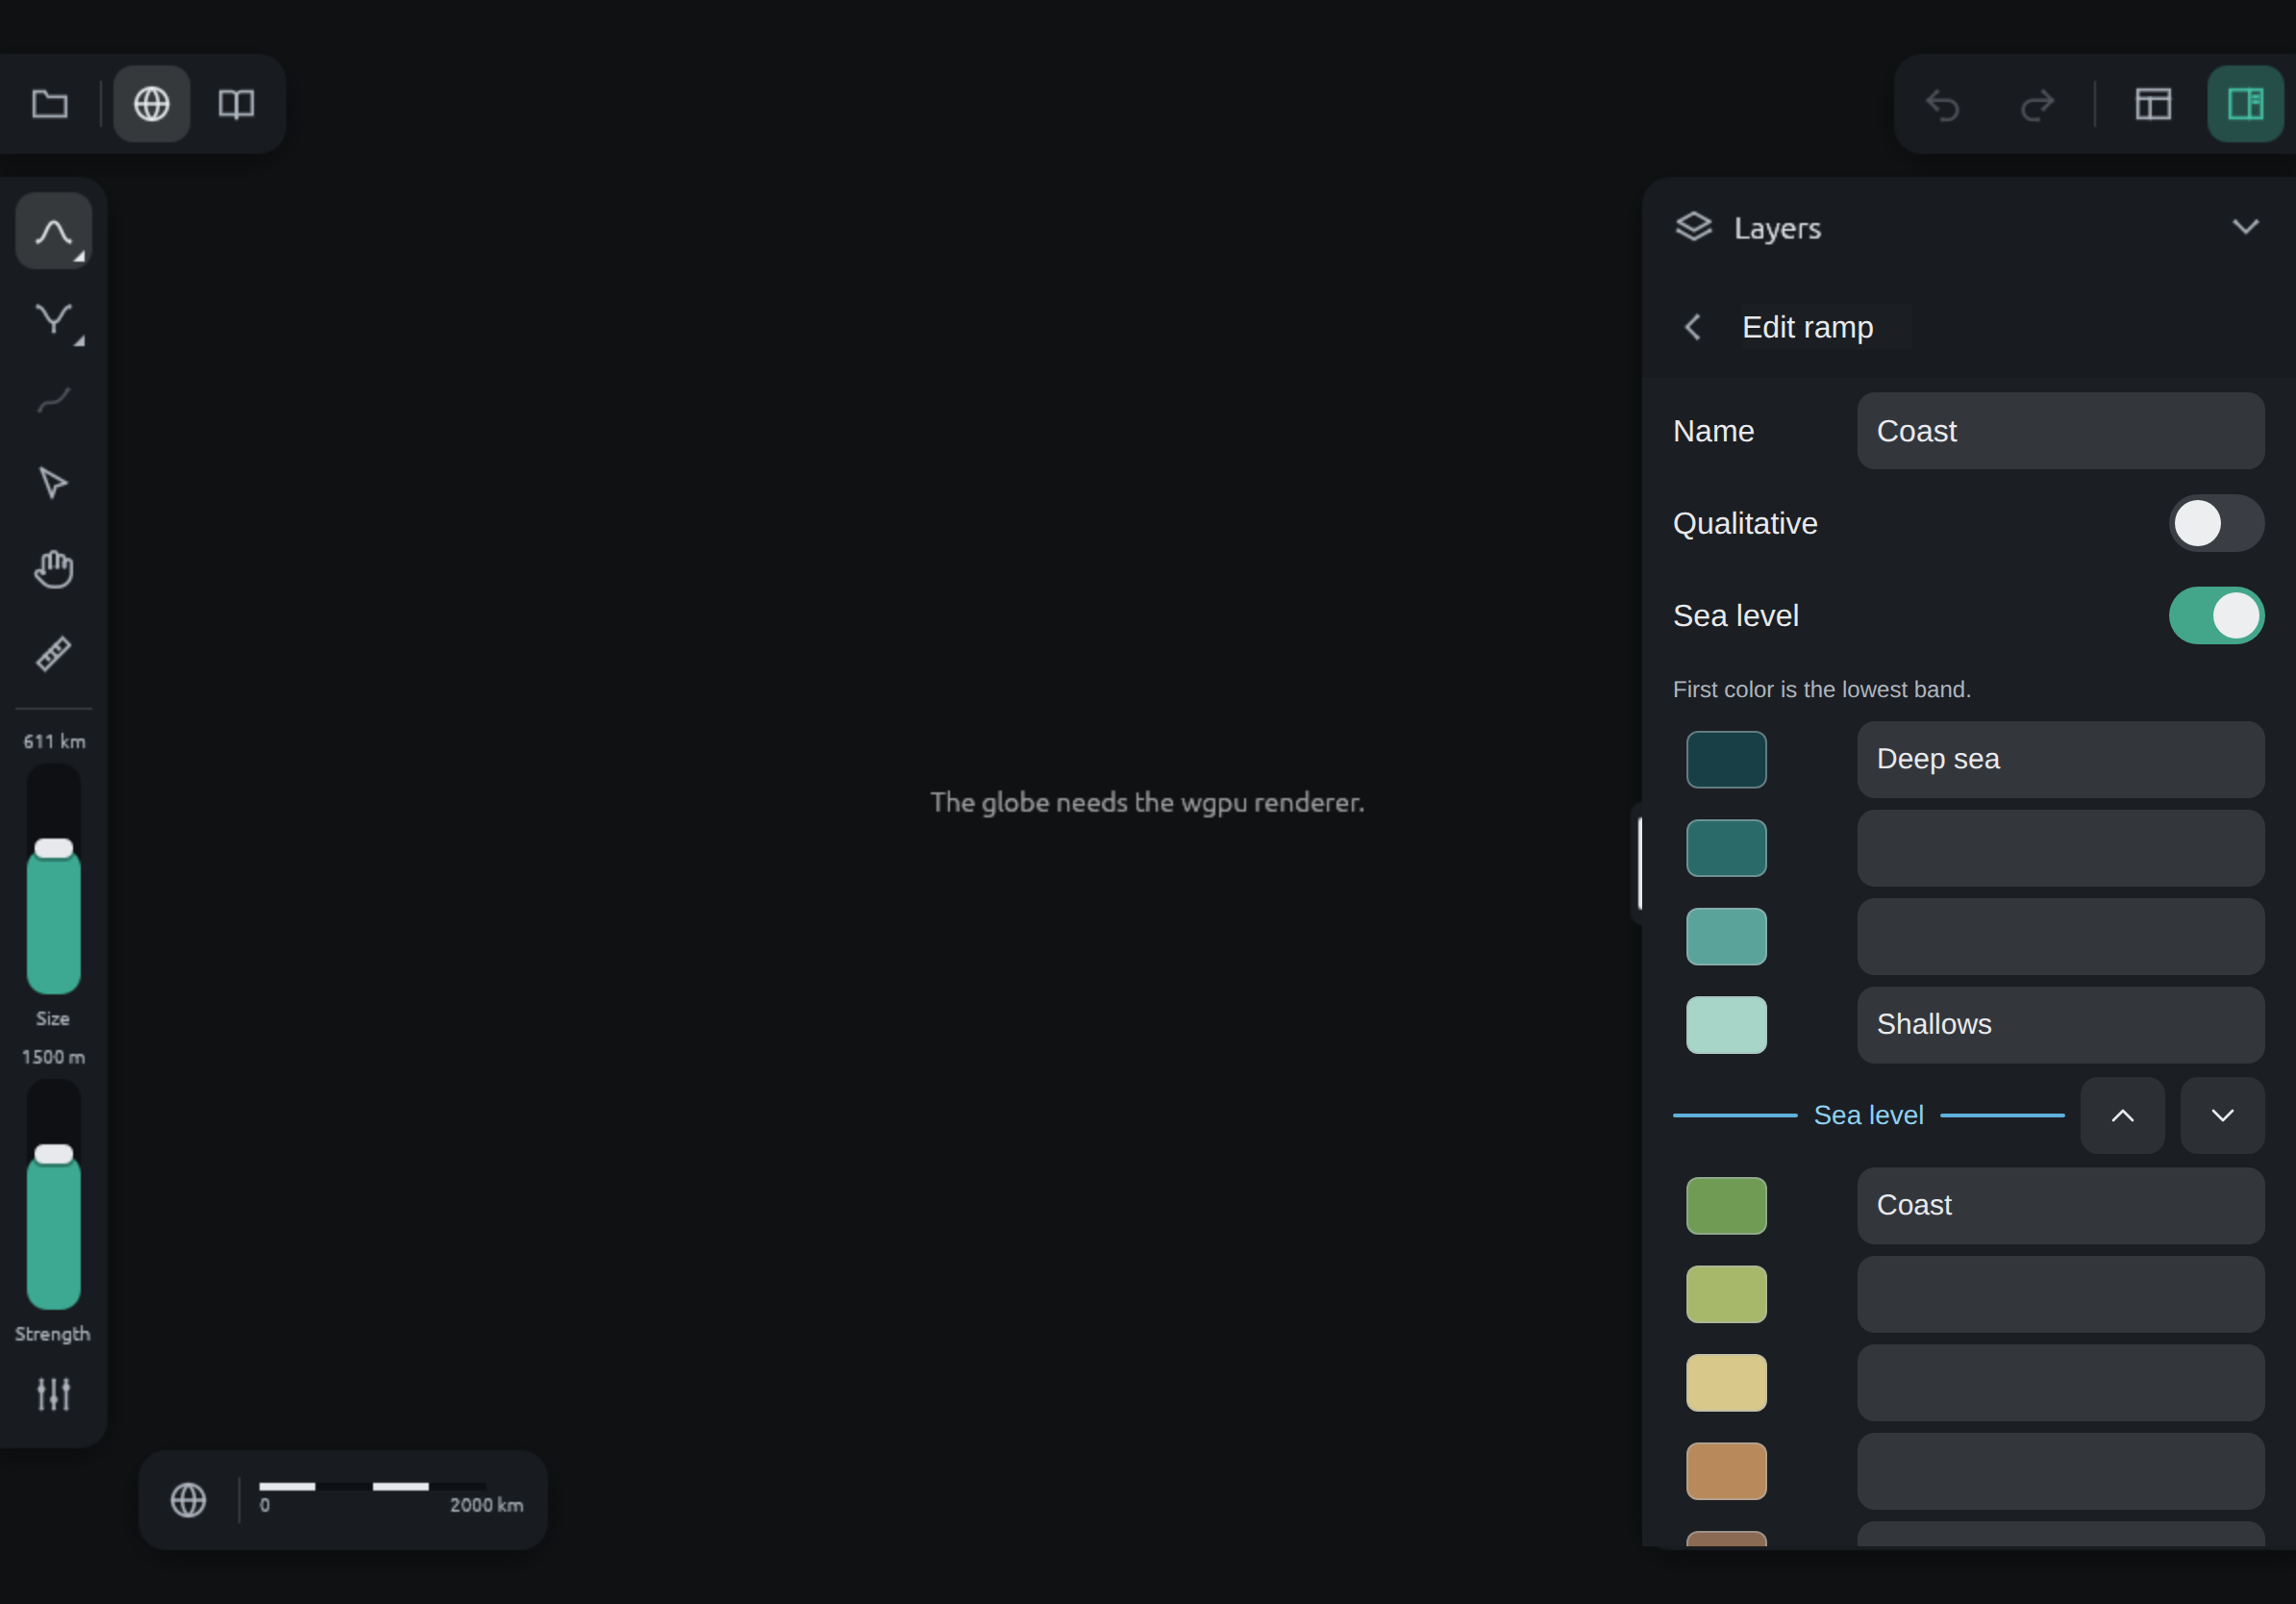 Layers
Edit ramp
Name
Coast
Qualitative
Sea level
First color is the lowest band.
Deep sea
Shallows
Sea level
Coast
611 km
Size
1500 m
Strength
The globe needs the wgpu renderer.
0
2000 km